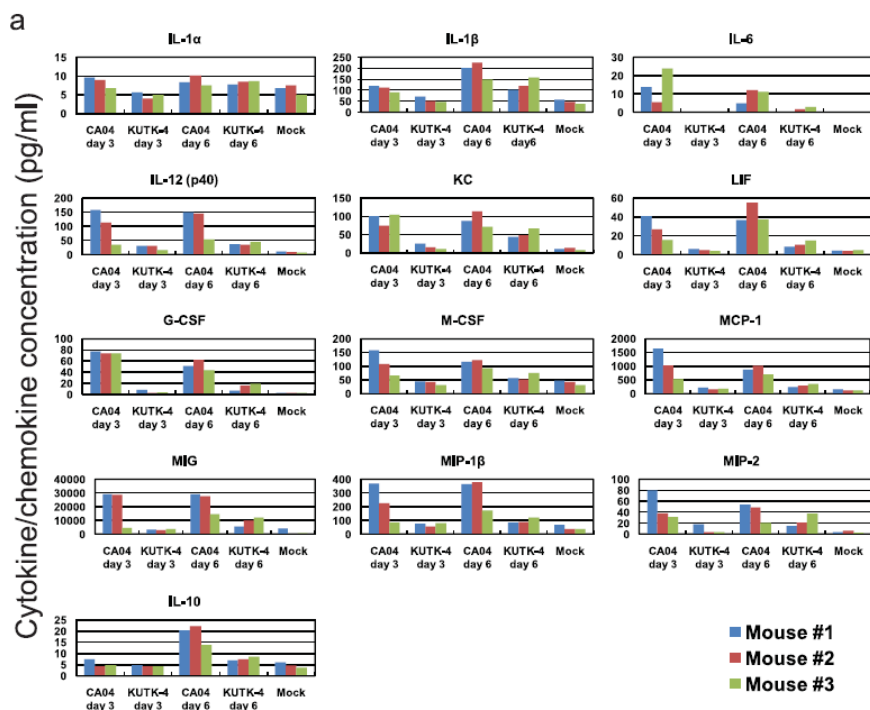 a
Cytokine/chemokine concentration (pg/ml)
IL-1α
15
10
5
0
CA04 KUTK-4 CA04 KUTK-4 Mock
day 3 day 3 day 6 day 6
IL-1β
250
200
150
100
50
0
CA04 KUTK-4 CA04 KUTK-4 Mock
day 3 day 3 day 6 day6
IL-6
30
20
10
0
CA04 KUTK-4 CA04 KUTK-4 Mock
day 3 day 3 day 6 day 6
IL-12 (p40)
200
150
100
50
0
CA04 KUTK-4 CA04 KUTK-4 Mock
day 3 day 3 day 6 day 6
KC
150
100
50
0
CA04 KUTK-4 CA04 KUTK-4 Mock
day 3 day 3 day 6 day 6
LIF
60
40
20
0
CA04 KUTK-4 CA04 KUTK-4 Mock
day 3 day 3 day 6 day 6
G-CSF
100
80
60
40
20
0
CA04 KUTK-4 CA04 KUTK-4 Mock
day 3 day 3 day 6 day 6
M-CSF
200
150
100
50
0
CA04 KUTK-4 CA04 KUTK-4 Mock
day 3 day 3 day 6 day 6
MCP-1
2000
1500
1000
500
0
CA04 KUTK-4 CA04 KUTK-4 Mock
day 3 day 3 day 6 day 6
MIG
40000
30000
20000
10000
0
CA04 KUTK-4 CA04 KUTK-4 Mock
day 3 day 3 day 6 day 6
MIP-1β
400
300
200
100
0
CA04 KUTK-4 CA04 KUTK-4 Mock
day 3 day 3 day 6 day 6
MIP-2
100
80
60
40
20
0
CA04 KUTK-4 CA04 KUTK-4 Mock
day 3 day 3 day 6 day 6
IL-10
25
20
15
10
5
0
CA04 KUTK-4 CA04 KUTK-4 Mock
day 3 day 3 day 6 day 6
Mouse #1
Mouse #2
Mouse #3